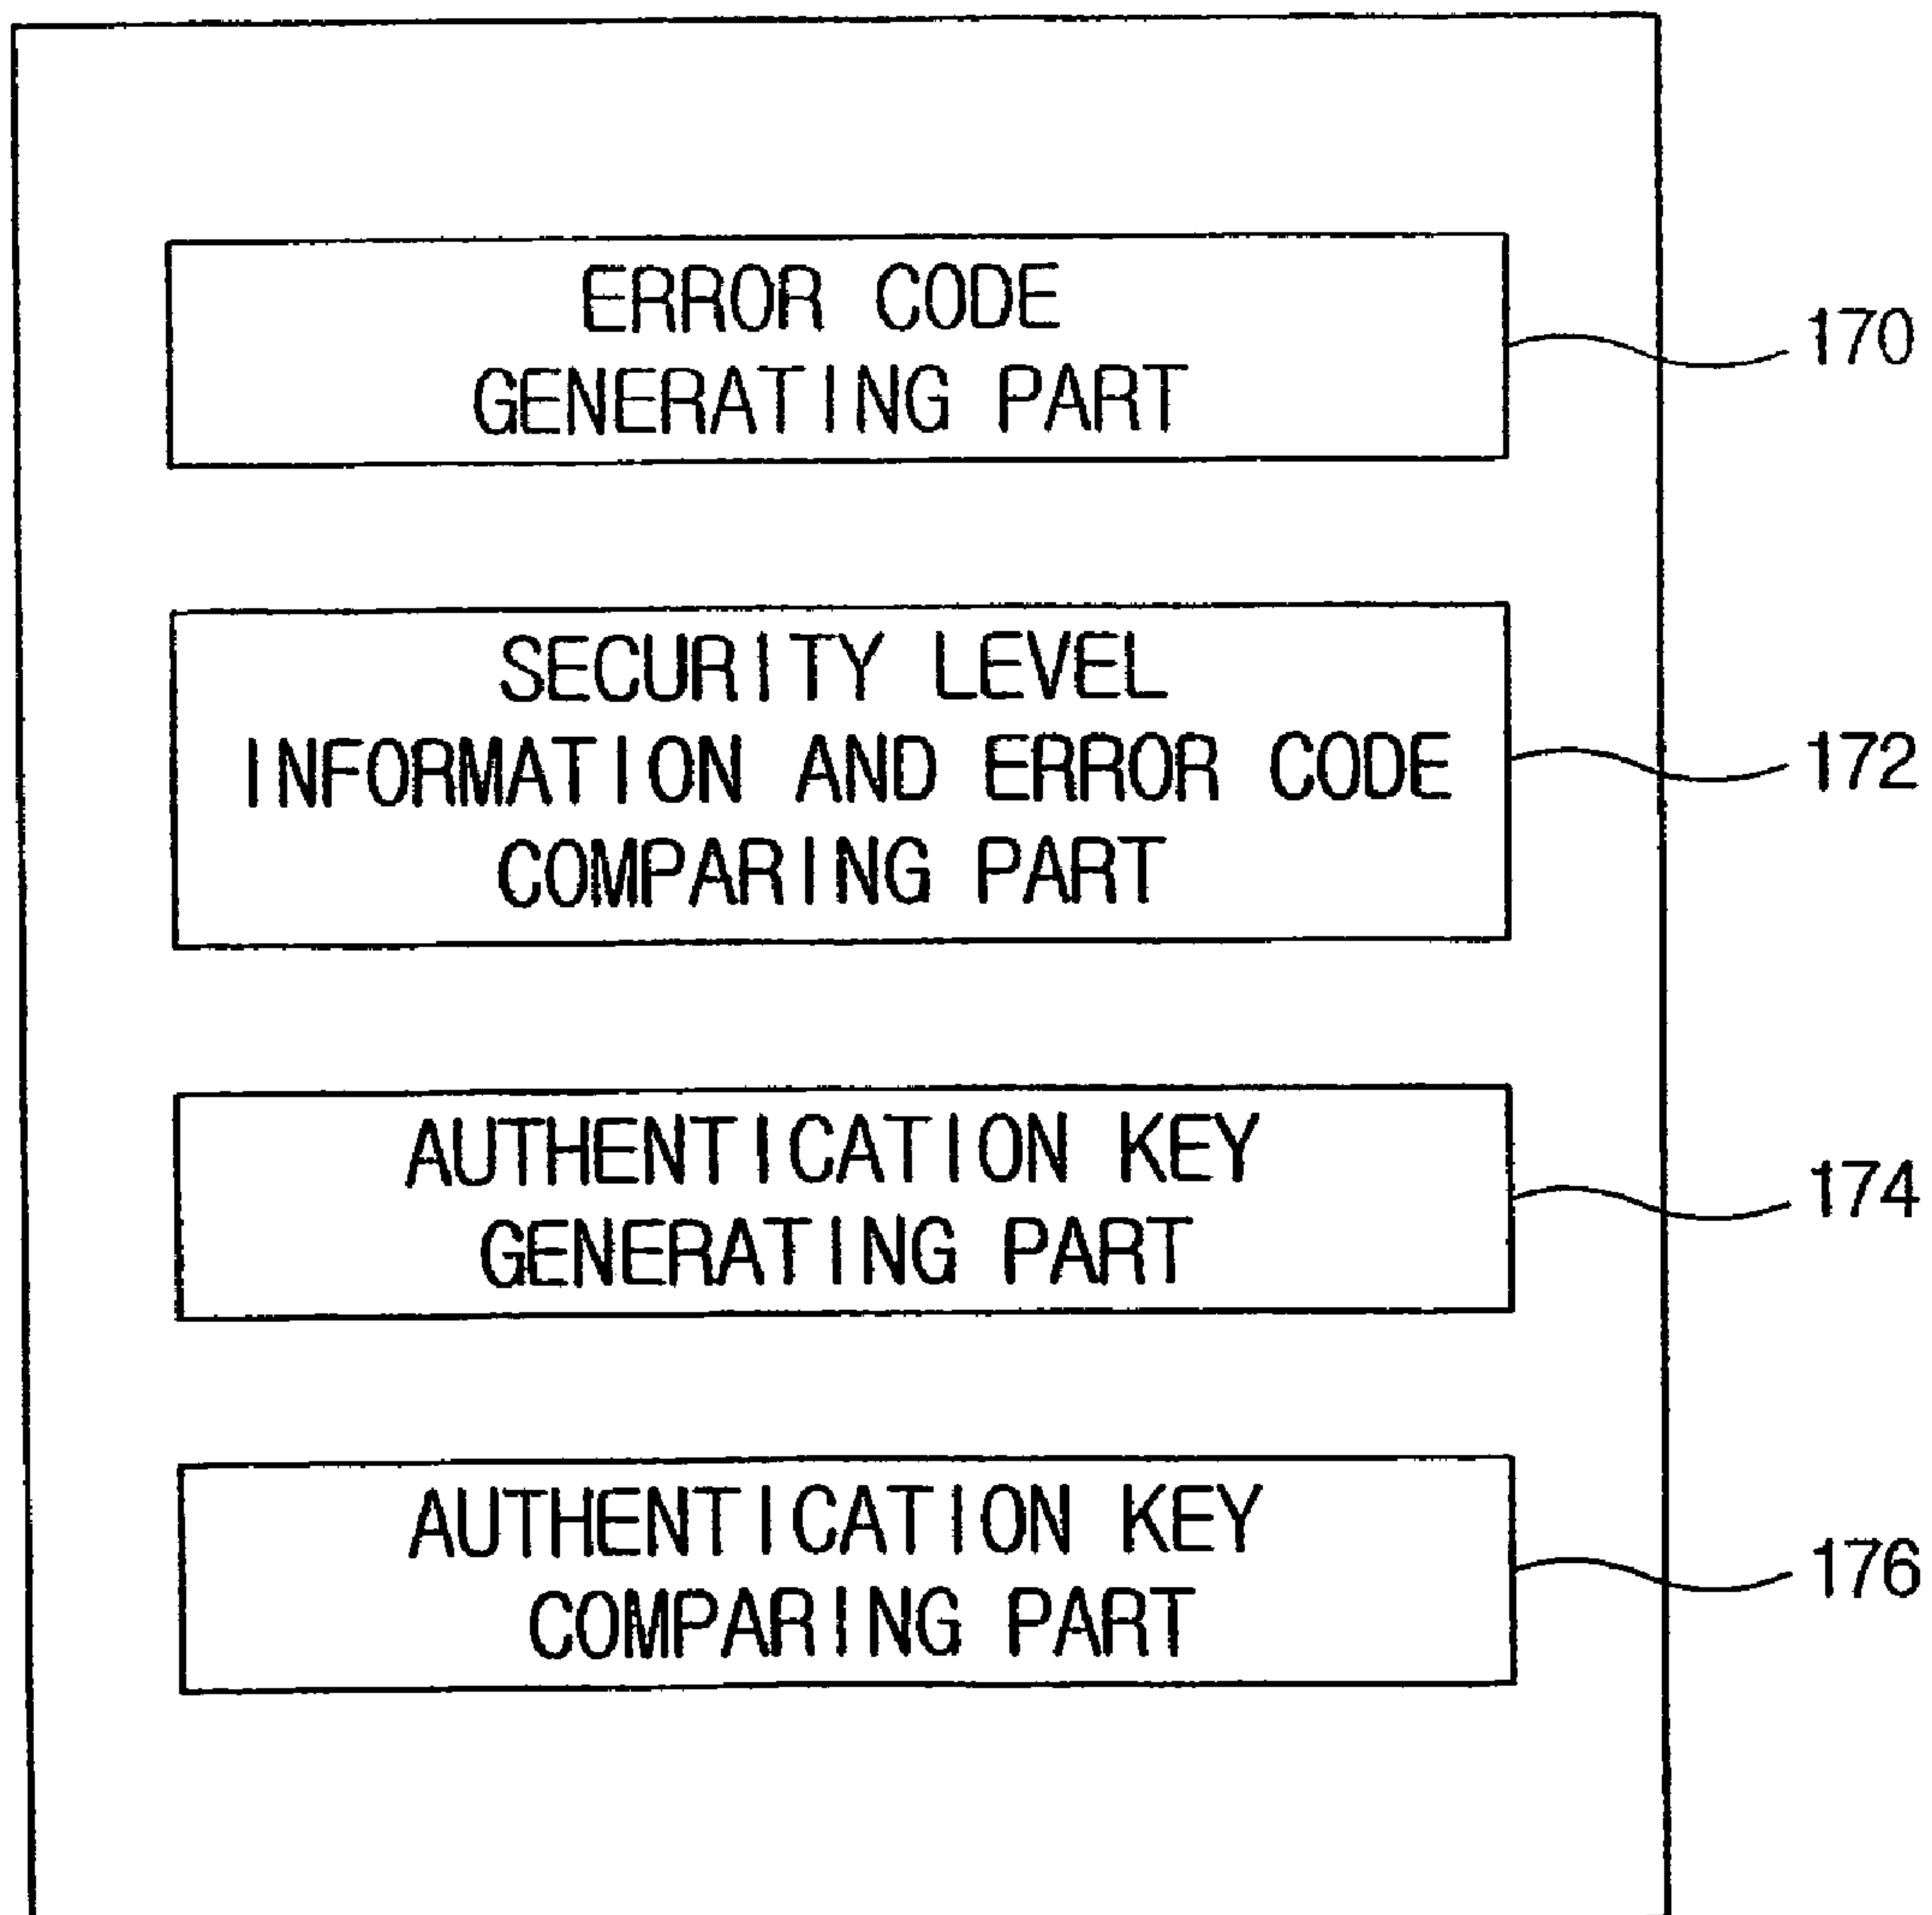 ERROR CODE
GENERATING PART
170
SECURITY LEVEL
INFORMATION AND ERROR CODE
COMPARING PART
172
AUTHENTICATION KEY
GENERATING PART
174
AUTHENTICATION KEY
COMPARING PART
176